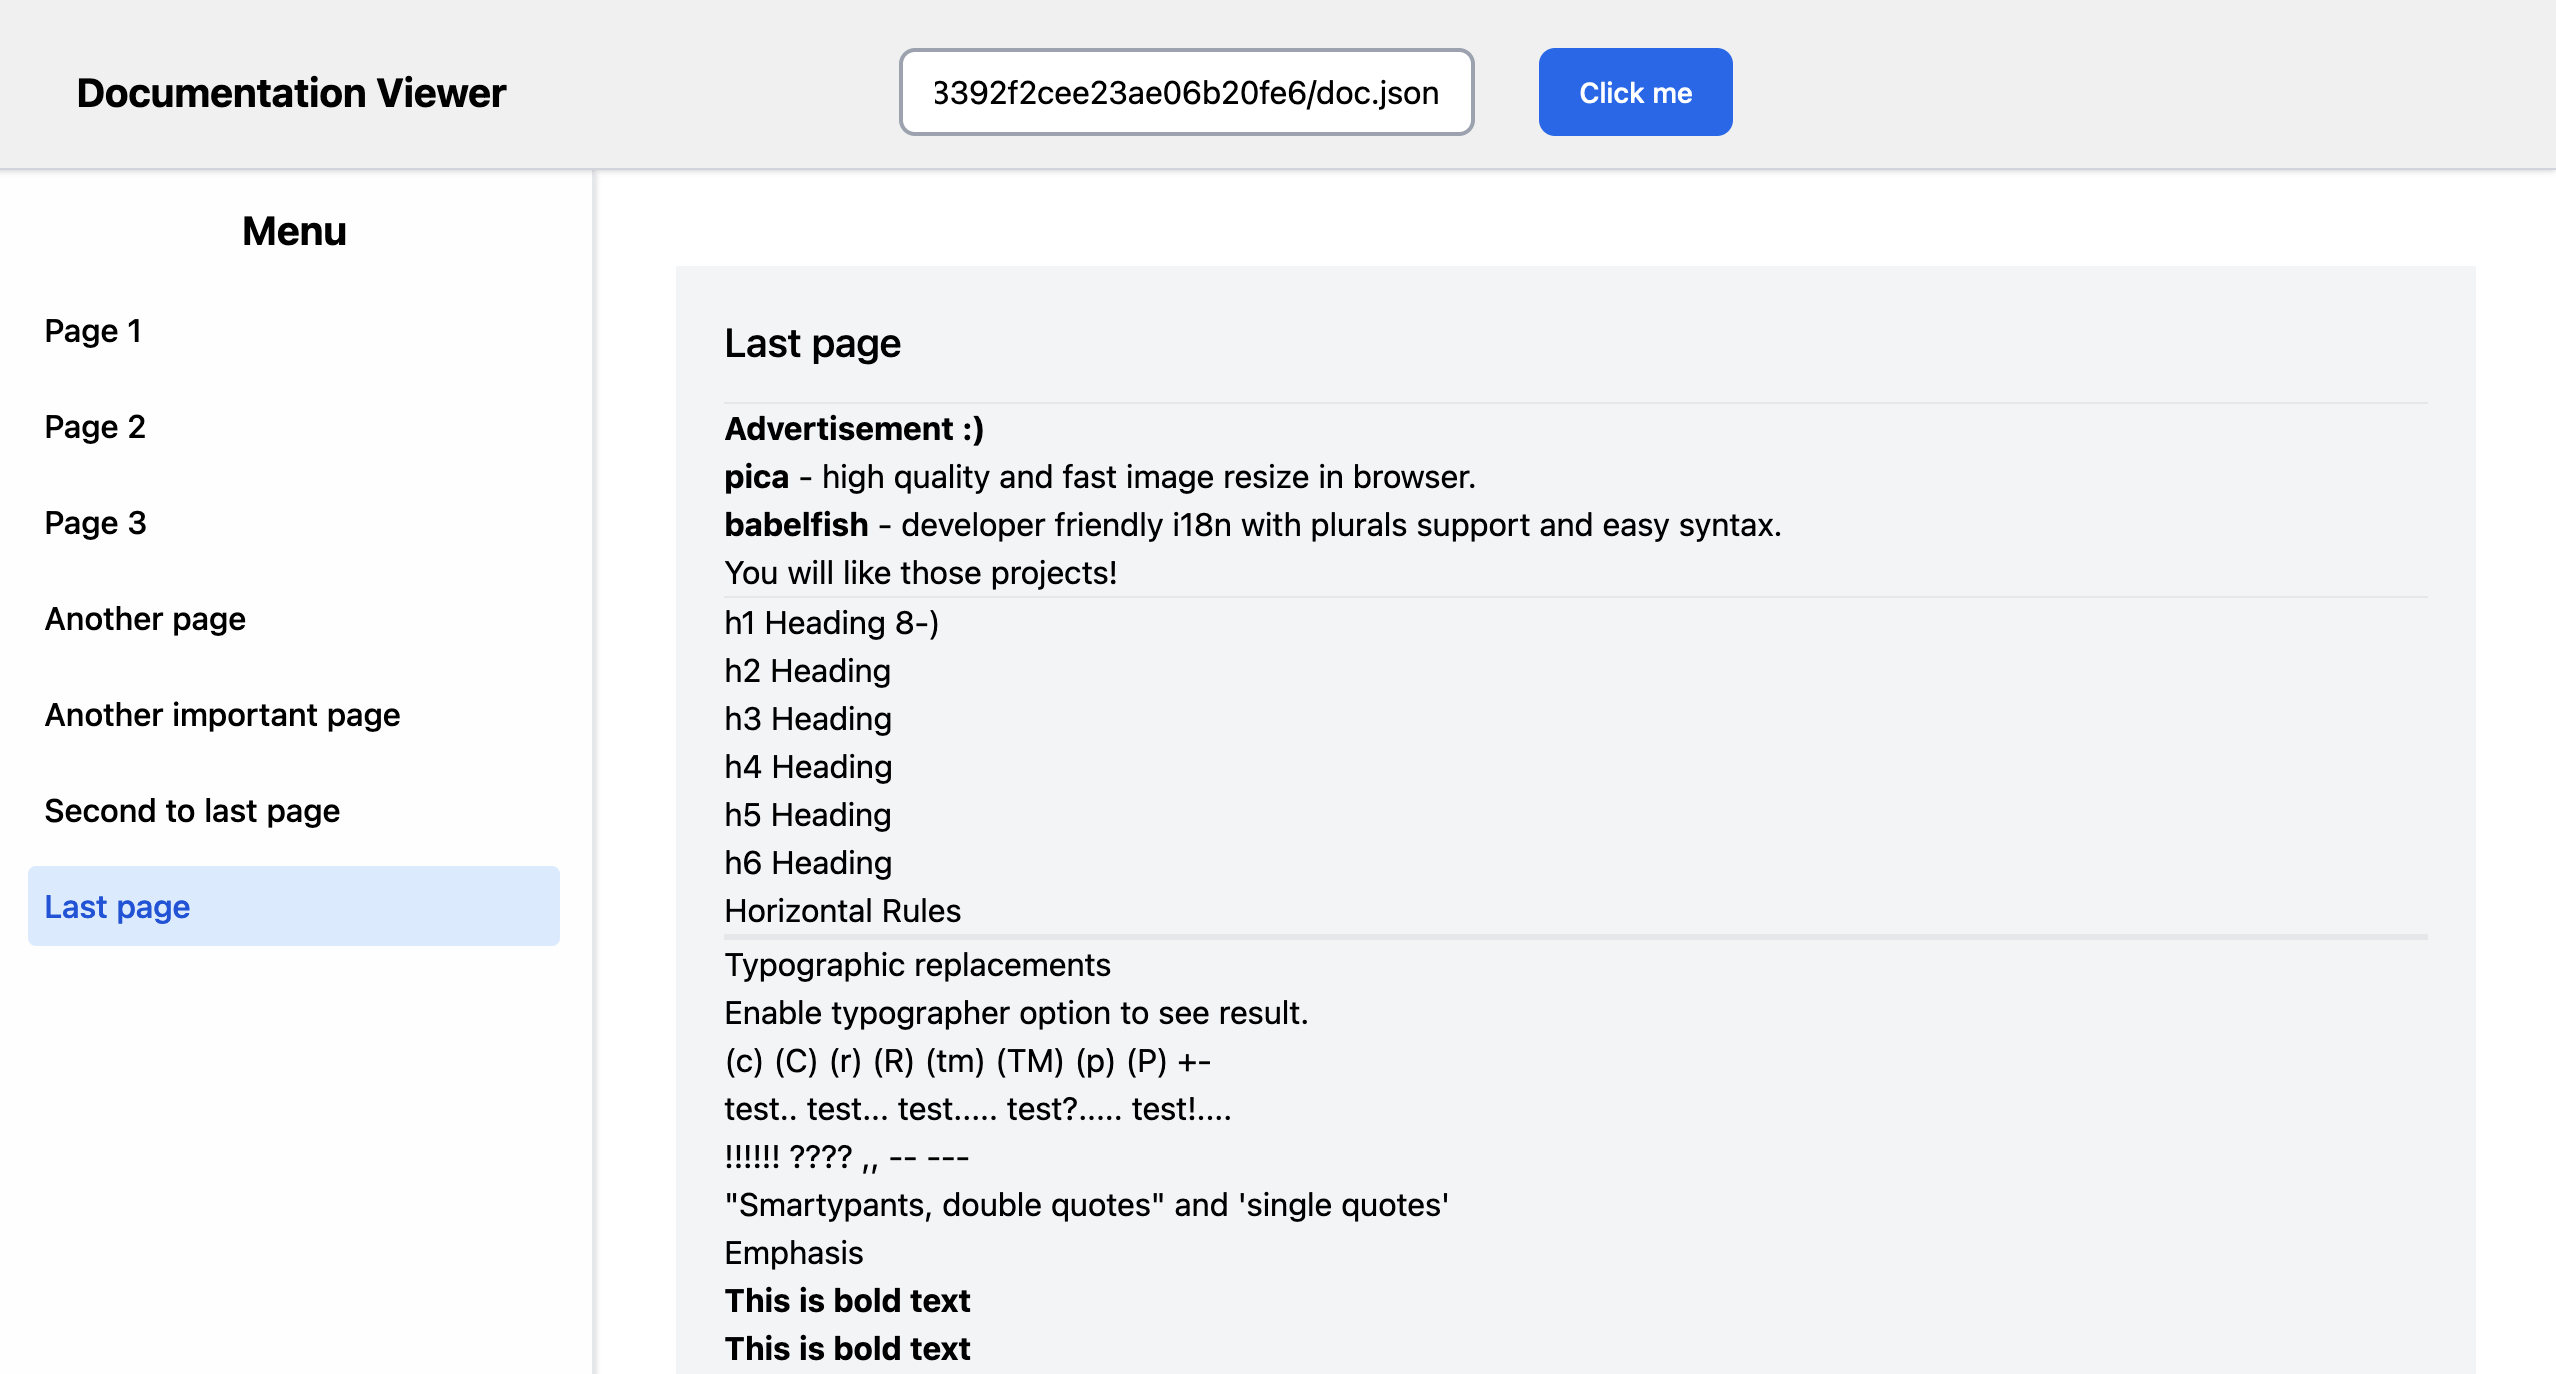 Documentation Viewer
3392f2cee23ae06b20fe6/doc.json
Click me
Menu
Page 1
Page 2
Page 3
Another page
Another important page
Second to last page
Last page
Last page
Advertisement :)
pica - high quality and fast image resize in browser.
babelfish - developer friendly i18n with plurals support and easy syntax.
You will like those projects!
h1 Heading 8-)
h2 Heading
h3 Heading
h4 Heading
h5 Heading
h6 Heading
Horizontal Rules
Typographic replacements
Enable typographer option to see result.
(c) (C) (r) (R) (tm) (TM) (p) (P) +-
test.. test... test..... test?..... test!....
!!!!!! ???? ,, -- ---
"Smartypants, double quotes" and 'single quotes'
Emphasis
This is bold text
This is bold text